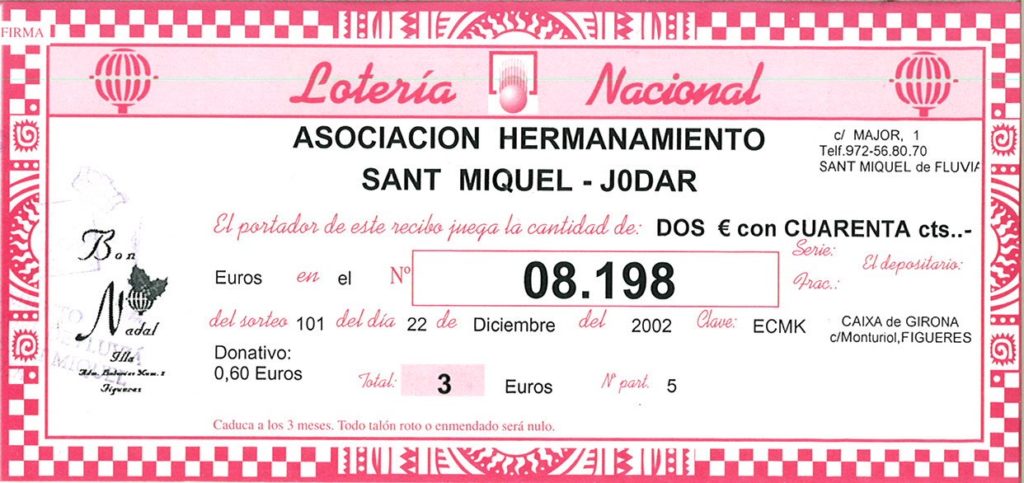 FIRMA
Lotería Nacional
ASOCIACION HERMANAMIENTO
SANT MIQUEL - J0DAR
c/ MAJOR, 1
Telf.972-56.80.70
SANT MIQUEL de FLUVIA
El portador de este recibo juega la cantidad de: DOS € con CUARENTA cts..-
Euros en el Nº 08.198
Serie:
Frac.:
El depositario:
del sorteo 101 del día 22 de Diciembre del 2002 Clave: ECMK
CAIXA de GIRONA
c/Monturiol,FIGUERES
Donativo:
0,60 Euros
Total: 3 Euros Nº part. 5
Caduca a los 3 meses. Todo talón roto o enmendado será nulo.
Bon
Nadal
Illa
Figueres
FLUVIÀ
MIQUEL